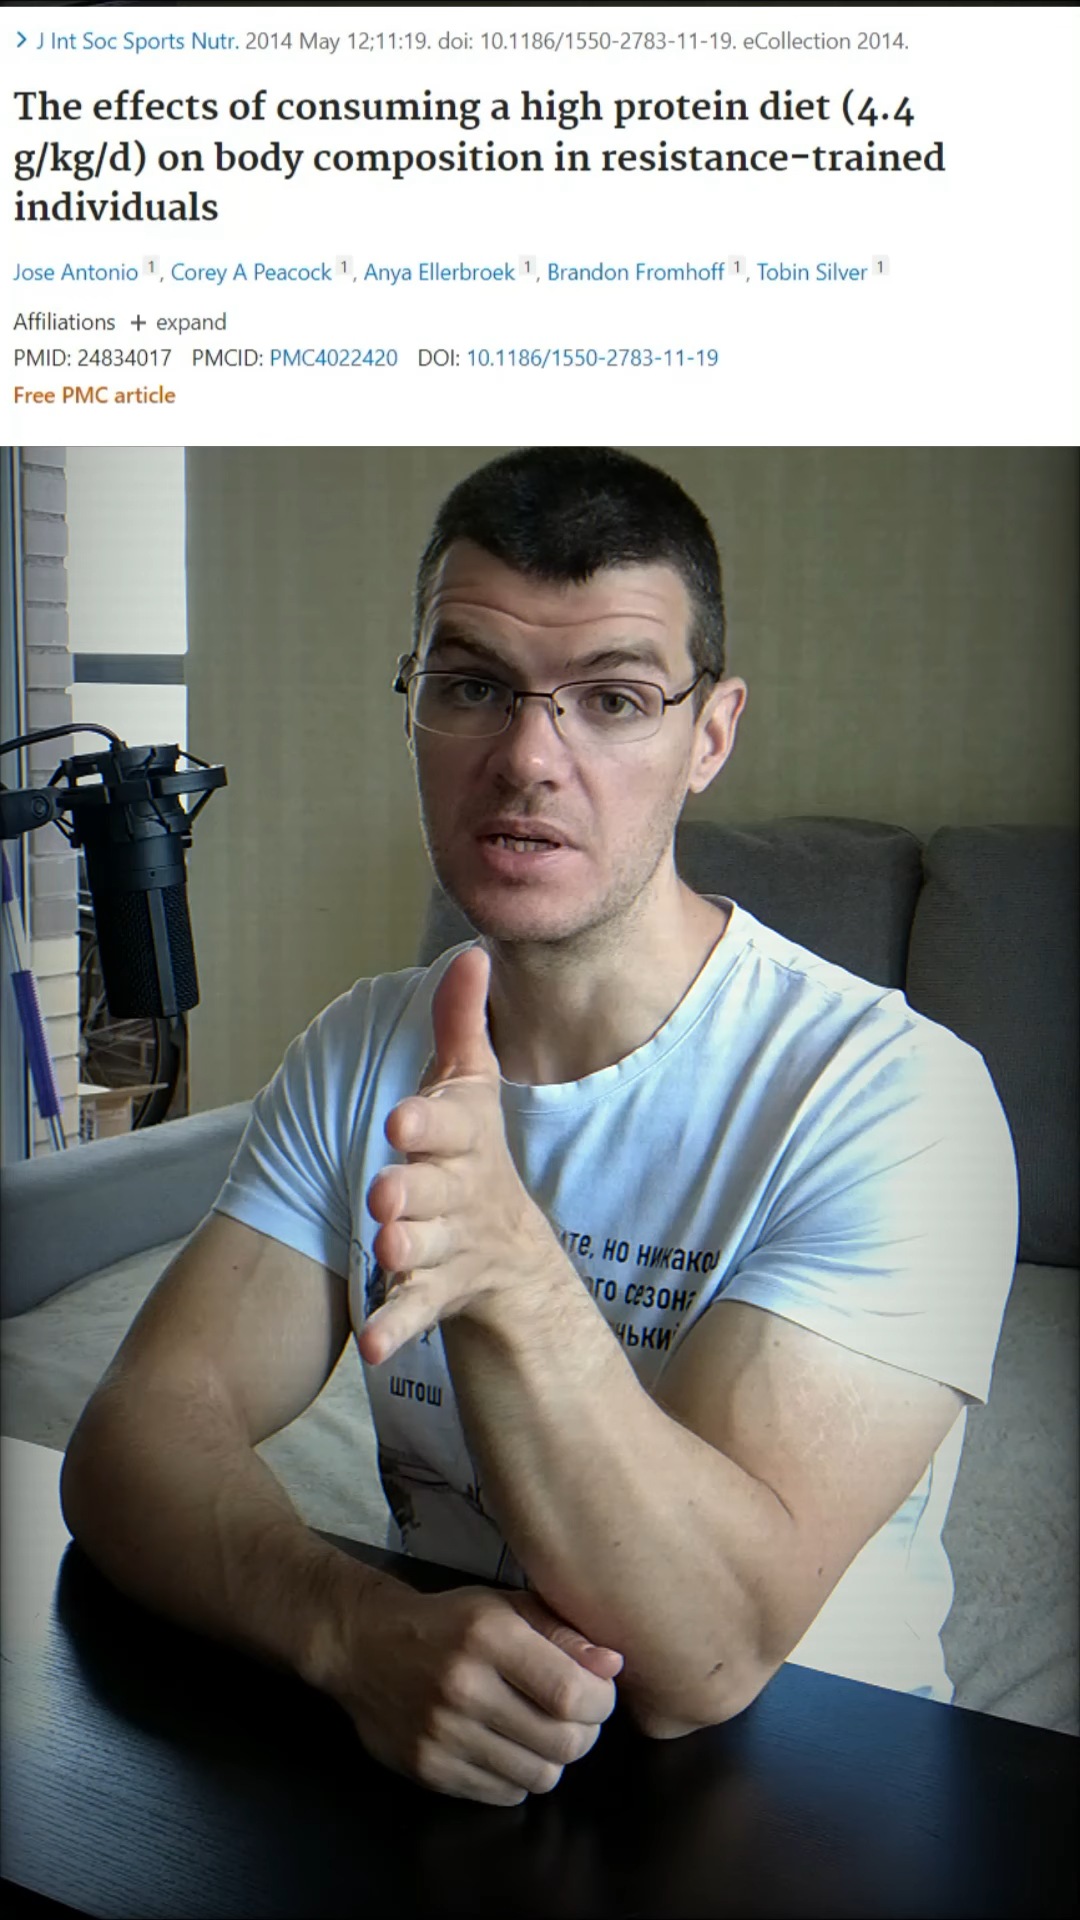 > J Int Soc Sports Nutr. 2014 May 12;11:19. doi: 10.1186/1550-2783-11-19. eCollection 2014.
The effects of consuming a high protein diet (4.4
g/kg/d) on body composition in resistance-trained
individuals
Jose Antonio 1, Corey A Peacock 1, Anya Ellerbroek 1, Brandon Fromhoff 1, Tobin Silver 1
Affiliations + expand
PMID: 24834017 PMCID: PMC4022420 DOI: 10.1186/1550-2783-11-19
Free PMC article
но никако
сезон
штош